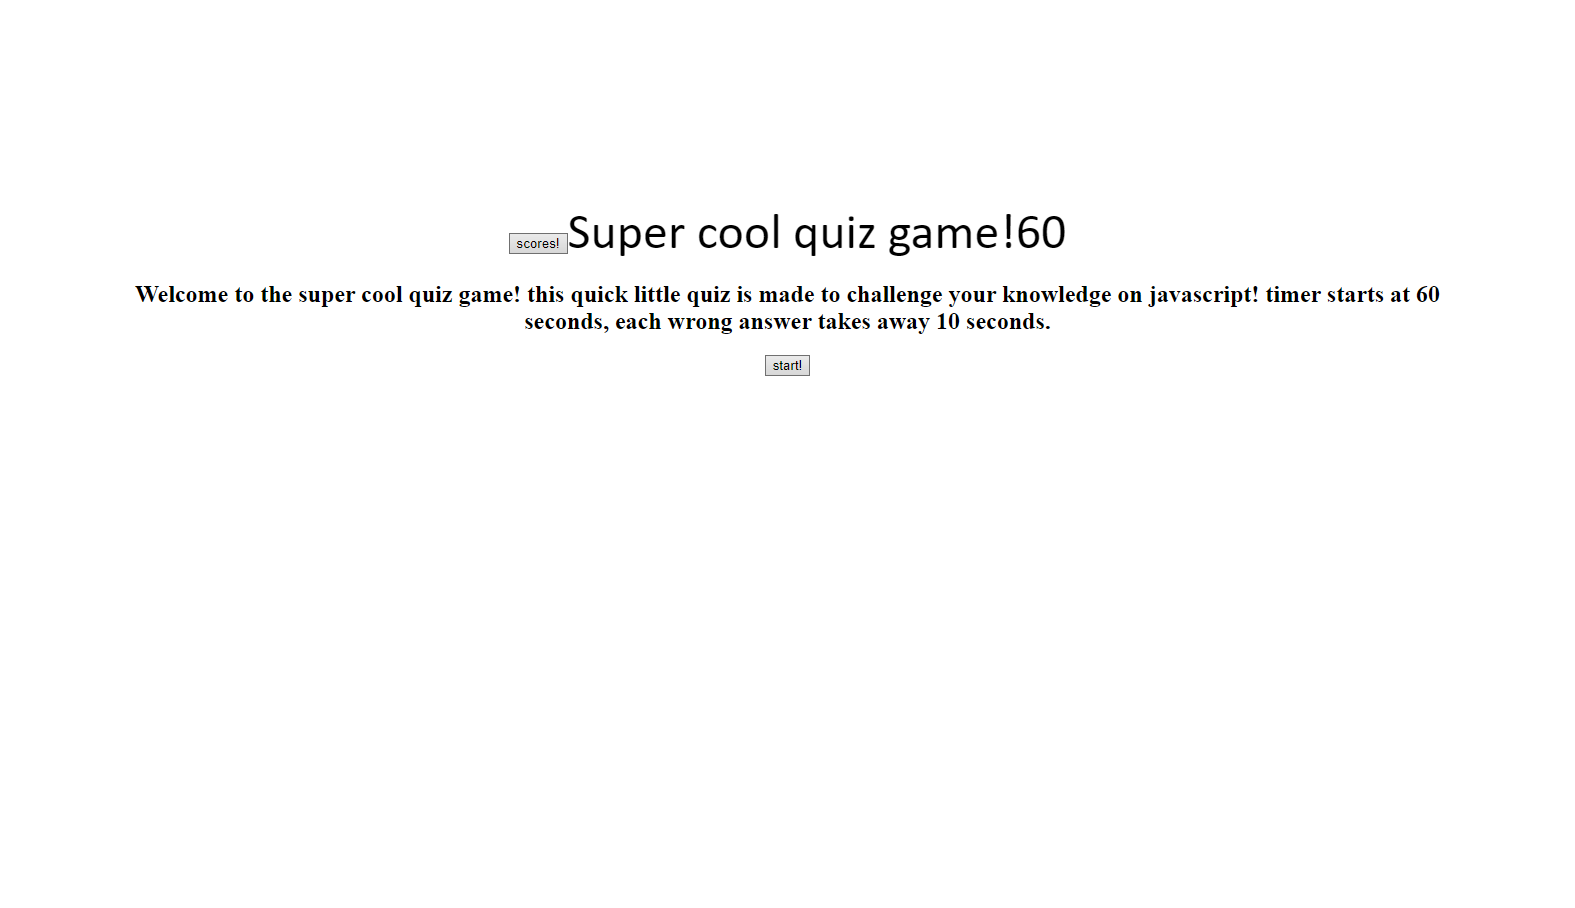 scores! Super cool quiz game!60
Welcome to the super cool quiz game! this quick little quiz is made to challenge your knowledge on javascript! timer starts at 60
seconds, each wrong answer takes away 10 seconds.
start!